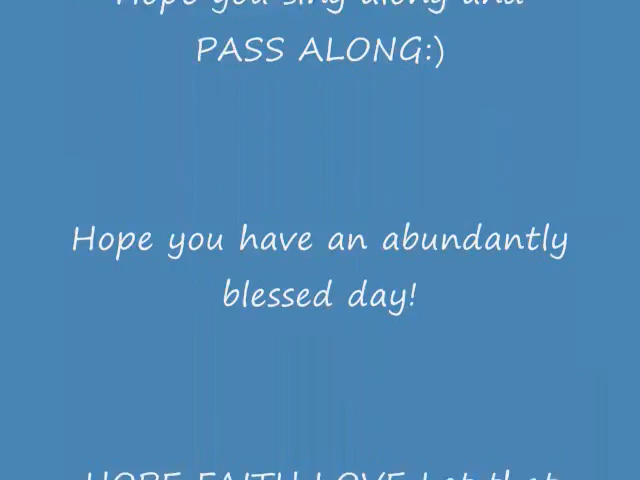 Hope you sing along and
PASS ALONG:)
Hope you have an abundantly
blessed day!
HOPE FAITH LOVE Let that